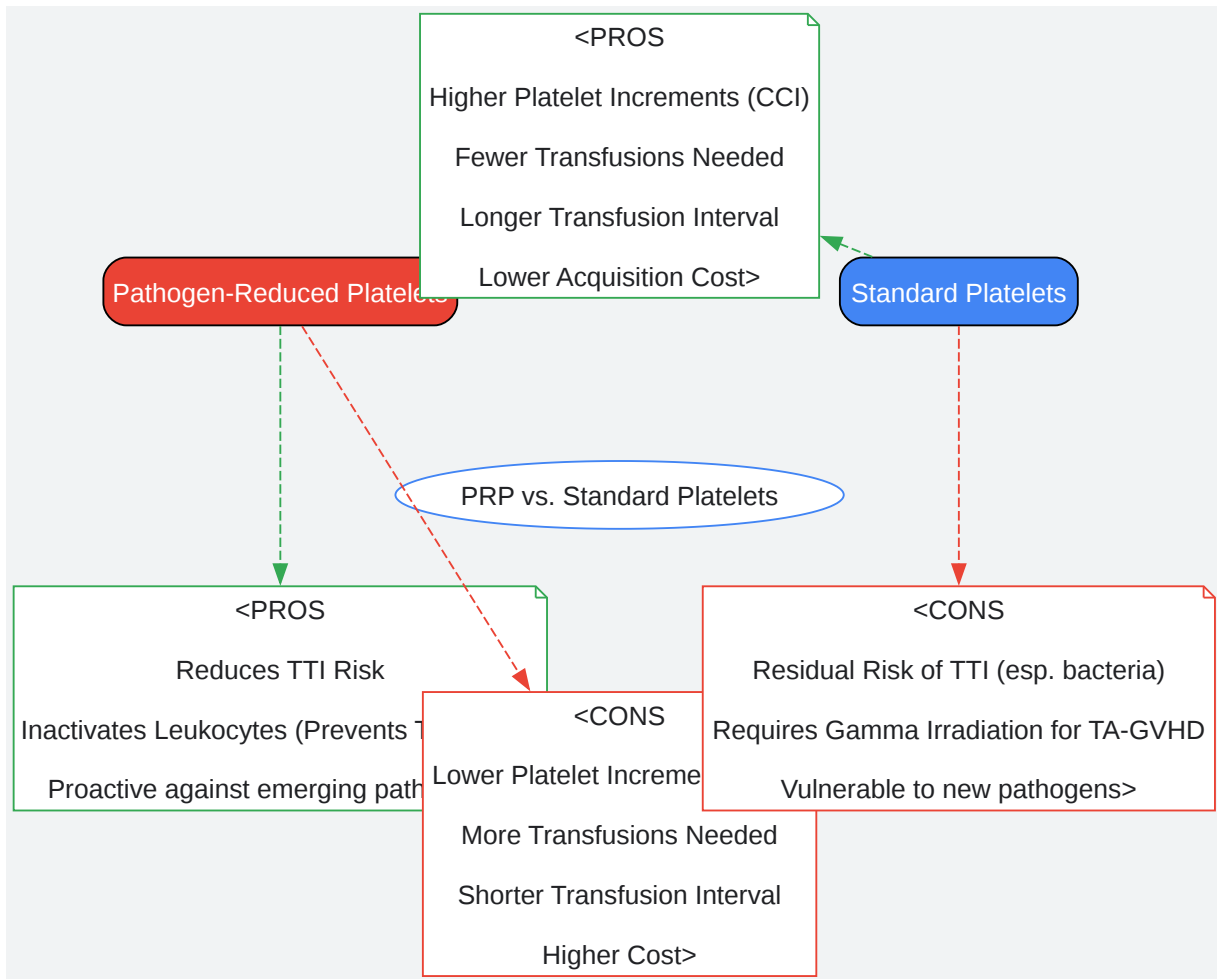 <PROS
Higher Platelet Increments (CCI)
Fewer Transfusions Needed
Longer Transfusion Interval
Lower Acquisition Cost>
Pathogen-Reduced Platelets
Standard Platelets
PRP vs. Standard Platelets
<PROS
Reduces TTI Risk
Inactivates Leukocytes (Prevents
Proactive against emerging
<CONS
Lower Platelet
More Transfusions Needed
Shorter Transfusion Interval
Higher Cost>
<CONS
Residual Risk of TTI (esp. bacteria)
Requires Gamma Irradiation for TA-GVHD
Vulnerable to new pathogens>